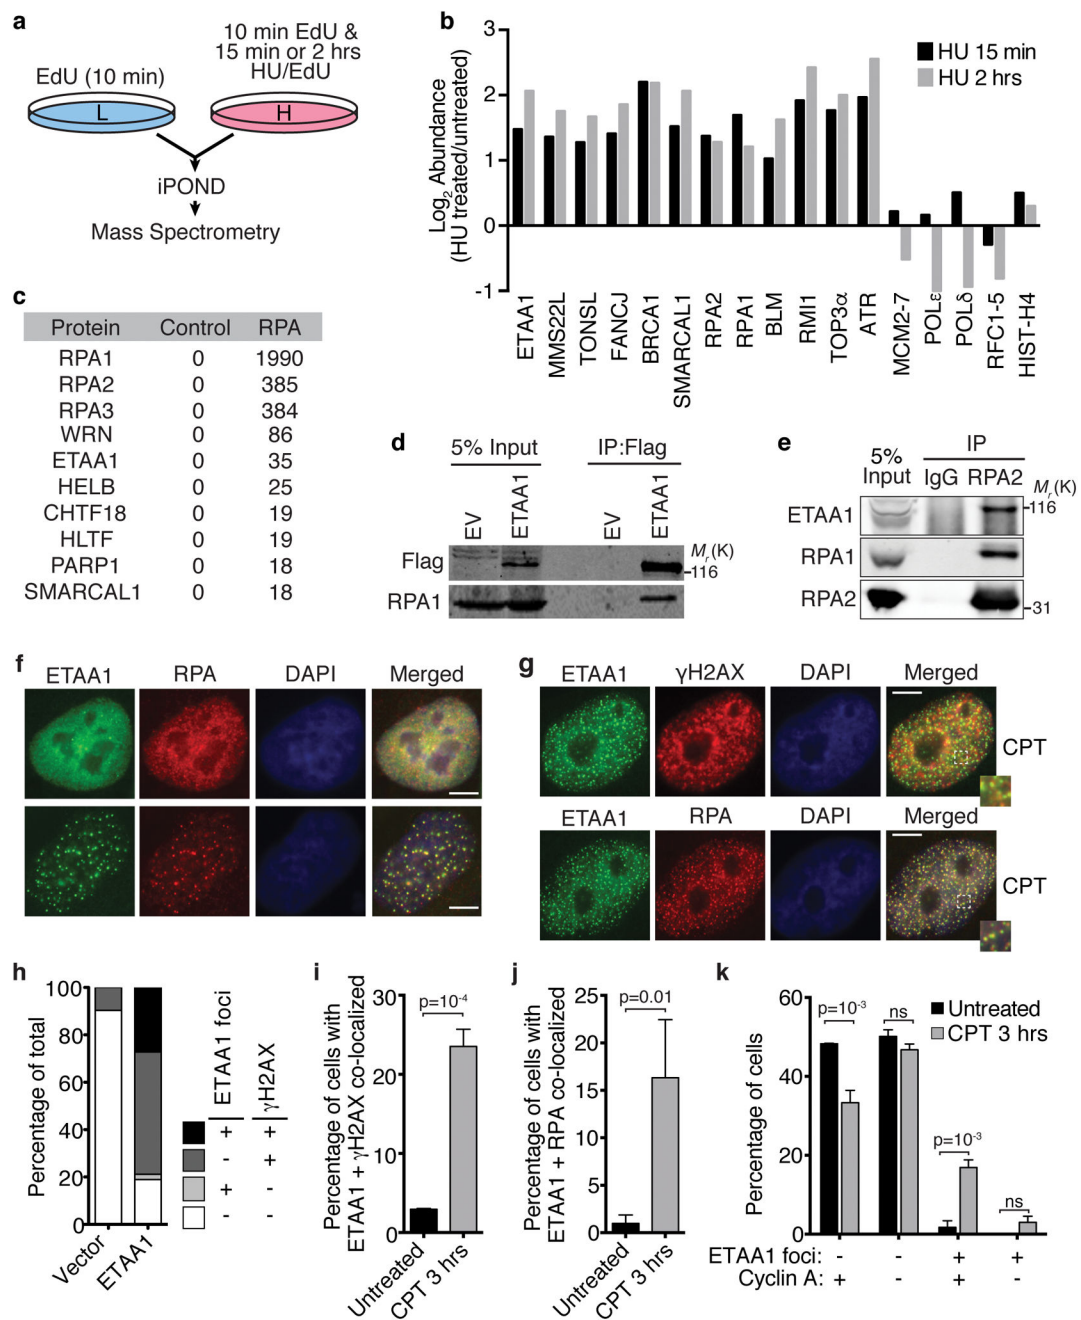 a
EdU (10 min)
10 min EdU &
15 min or 2 hrs
HU/EdU
L
H
iPOND
Mass Spectrometry
b
Log2 Abundance
(HU treated/untreated)
3
2
1
0
-1
HU 15 min
HU 2 hrs
ETAA1
MMS22L
TONSL
FANCJ
BRCA1
SMARCAL1
RPA2
RPA1
BLM
RMI1
TOP3α
ATR
MCM2-7
POLε
POLδ
RFC1-5
HIST-H4
c
Protein Control RPA
RPA1 0 1990
RPA2 0 385
RPA3 0 384
WRN 0 86
ETAA1 0 35
HELB 0 25
CHTF18 0 19
HLTF 0 19
PARP1 0 18
SMARCAL1 0 18
d
5% Input IP:Flag
EV ETAA1 EV ETAA1
Mr(K)
Flag
116
RPA1
e
5% Input
IP
IgG RPA2
Mr(K)
ETAA1
116
RPA1
RPA2
31
f
ETAA1 RPA DAPI Merged
g
ETAA1 γH2AX DAPI Merged
CPT
ETAA1 RPA DAPI Merged
CPT
h
Percentage of total
100
80
60
40
20
0
Vector
ETAA1
ETAA1 foci
γH2AX
+ +
- +
+ -
- -
i
Percentage of cells with
ETAA1 + γH2AX co-localized
30
20
10
0
p=10-4
Untreated
CPT 3 hrs
j
Percentage of cells with
ETAA1 + RPA co-localized
25
20
15
10
5
0
p=0.01
Untreated
CPT 3 hrs
k
Percentage of cells
60
40
20
0
Untreated
CPT 3 hrs
p=10-3
ns
p=10-3
ns
ETAA1 foci: - - + +
Cyclin A: + - + -